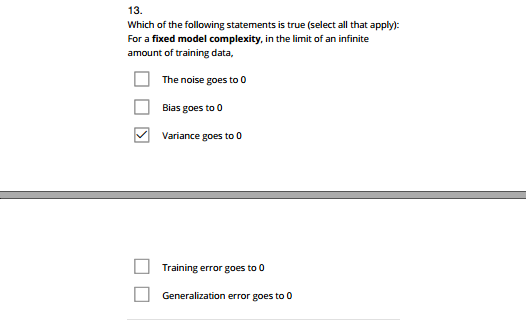 13.
Which of the following statements is true (select all that apply):
For a fixed model complexity, in the limit of an infinite
amount of training data,
The noise goes to 0
Bias goes to 0
Variance goes to 0
Training error goes to 0
Generalization error goes to 0